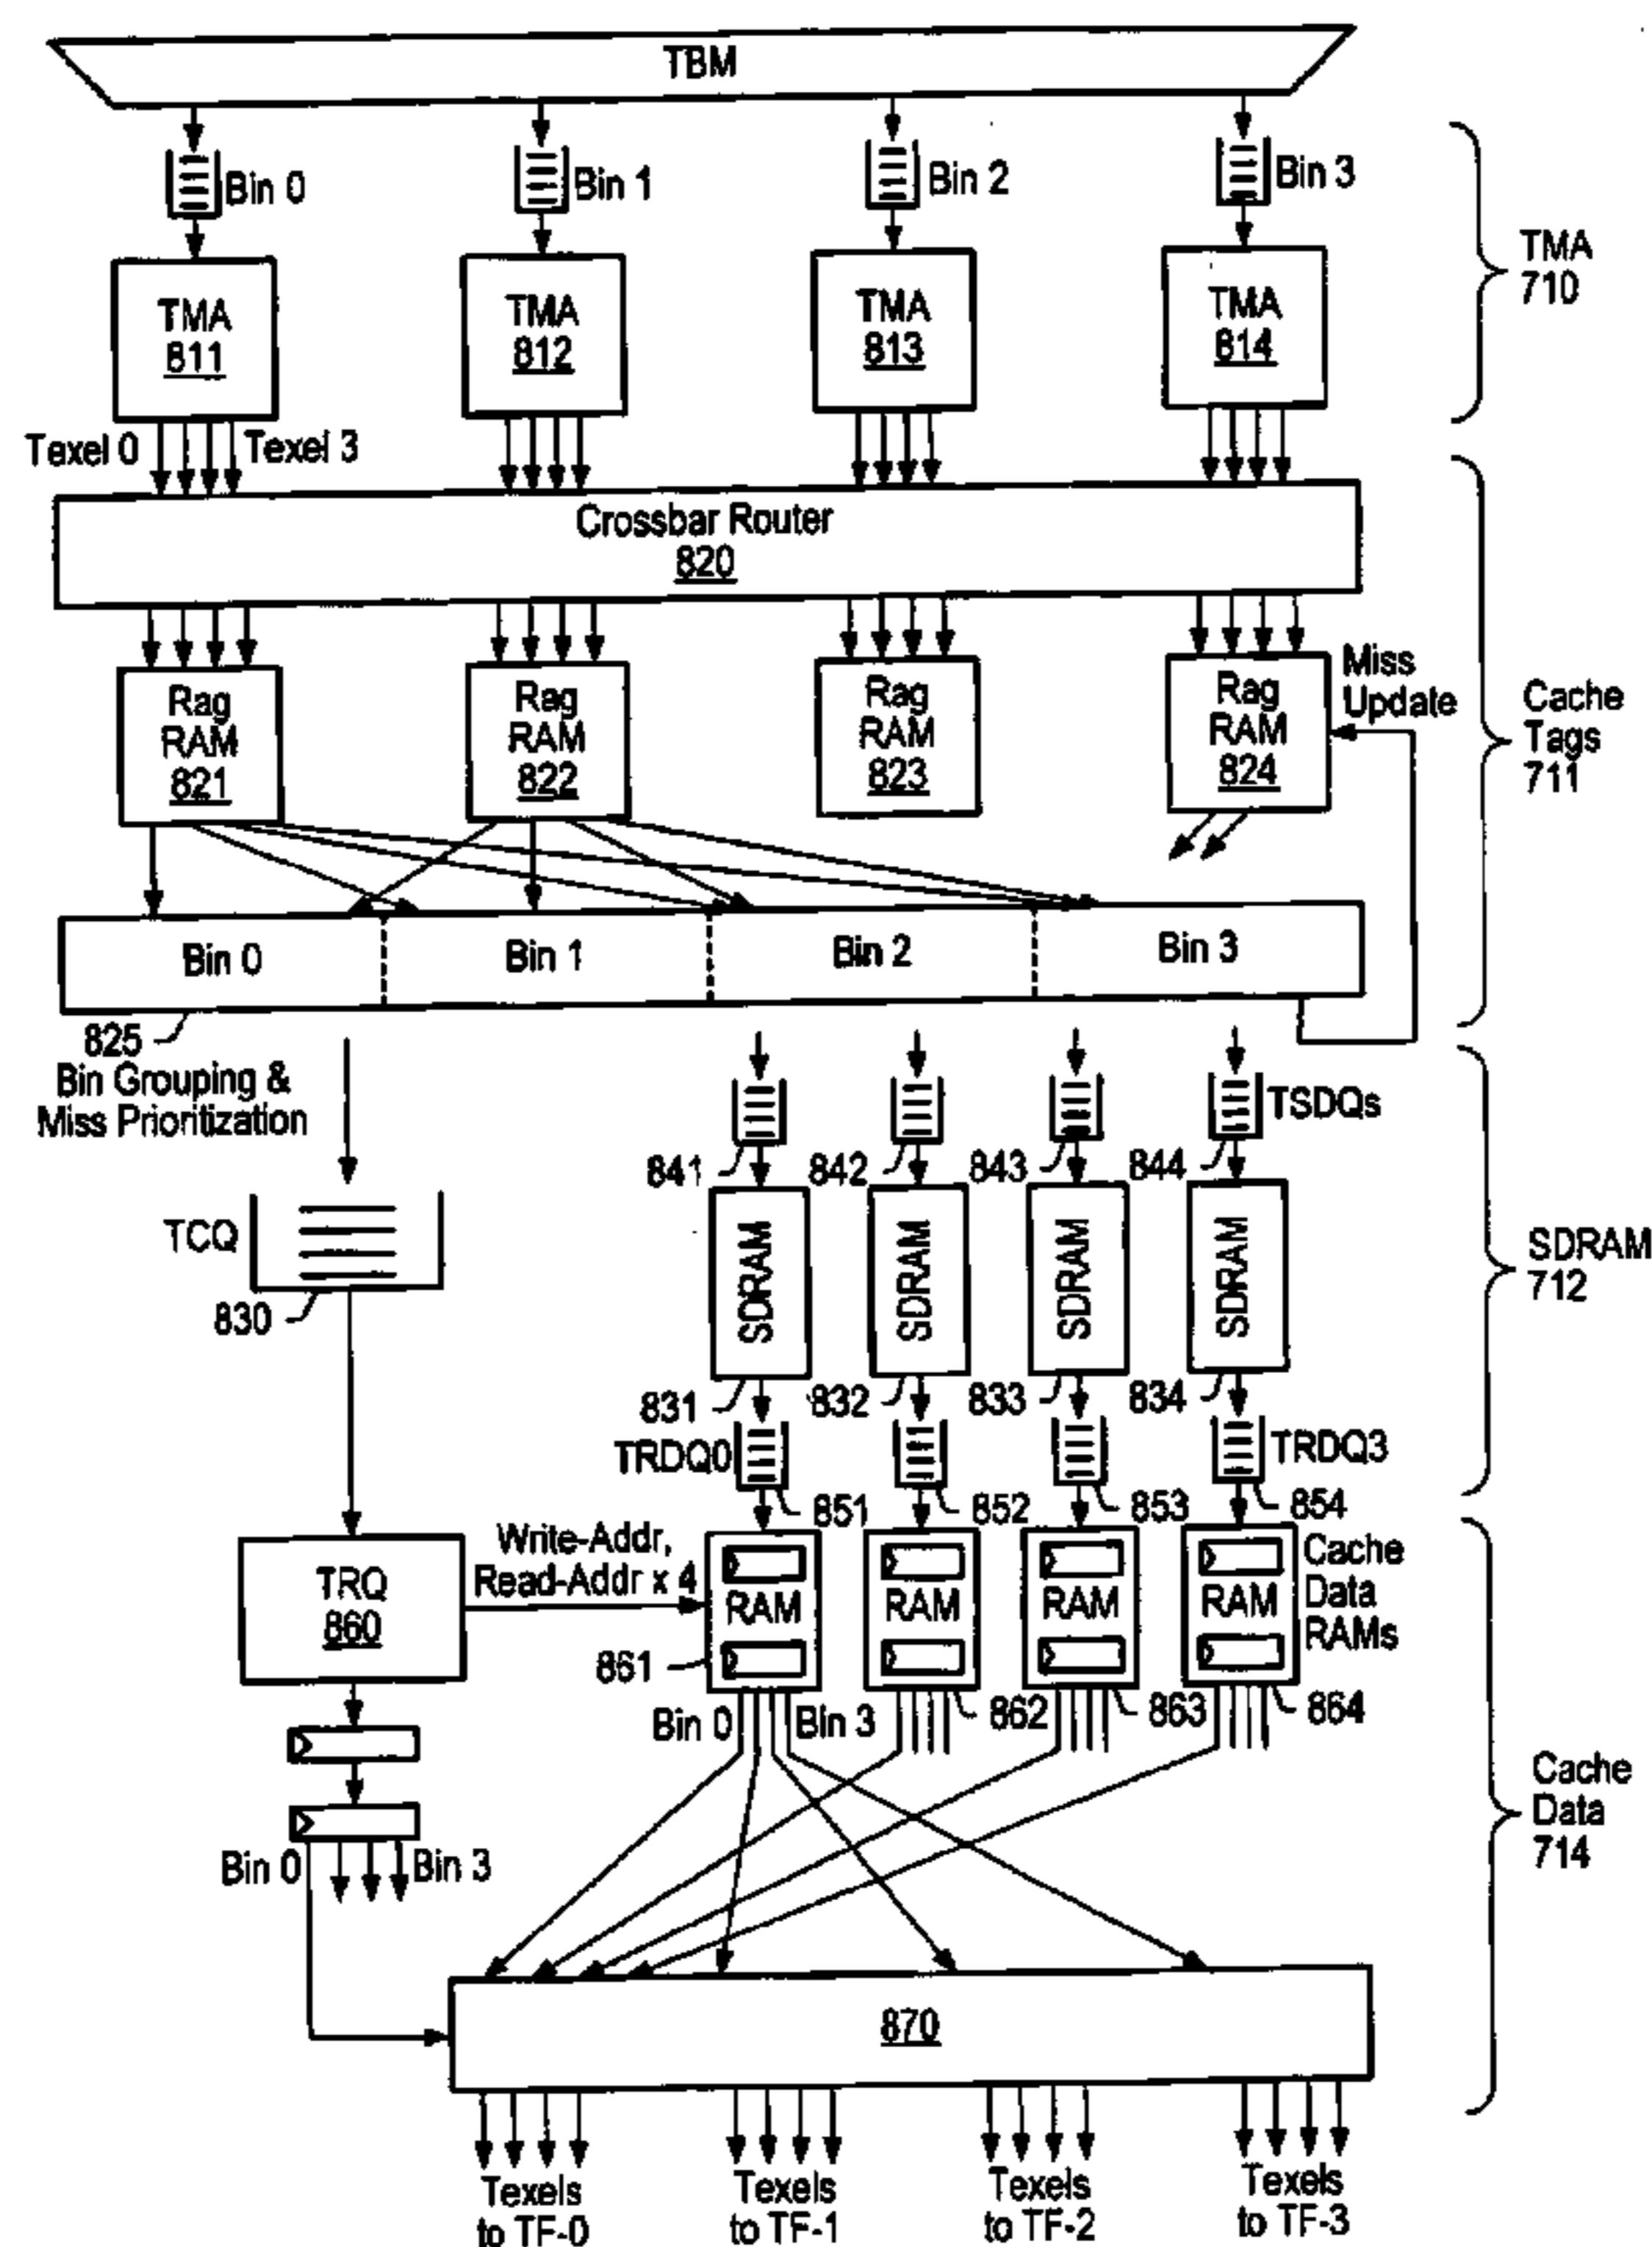 TBM
Bin 0
Bin 1
Bin 2
Bin 3
TMA
710
TMA
811
TMA
812
TMA
813
TMA
814
Texel 0
Texel 3
Crossbar Router
820
Rag
RAM
821
Rag
RAM
822
Rag
RAM
823
Rag
RAM
824
Miss
Update
Cache
Tags
711
Bin 0
Bin 1
Bin 2
Bin 3
825
Bin Grouping &
Miss Prioritization
TSDQs
841
842
843
844
TCQ
830
SDRAM
SDRAM
SDRAM
SDRAM
SDRAM
712
831
832
833
834
TRDQ0
TRDQ3
851
852
853
854
TRQ
860
Write-Addr,
Read-Addr x 4
RAM
RAM
RAM
RAM
Cache
Data
RAMs
861
862
863
864
Bin 0
Bin 3
Cache
Data
714
Bin 0
Bin 3
870
Texels
to TF-0
Texels
to TF-1
Texels
to TF-2
Texels
to TF-3